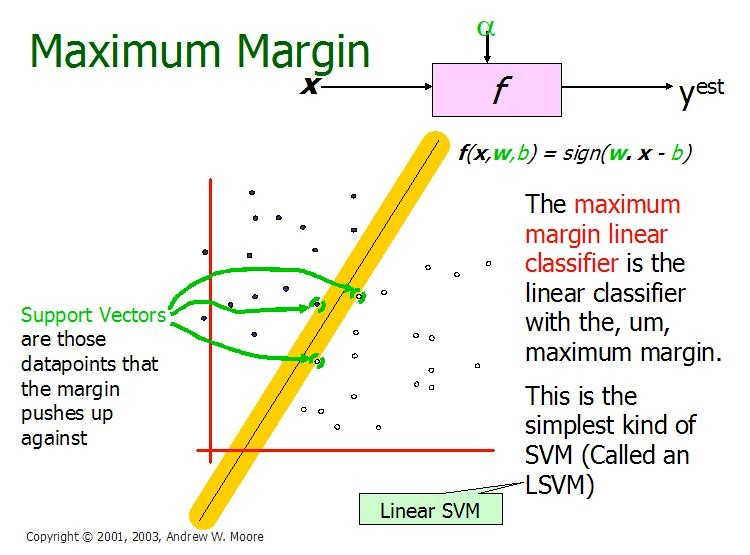 Maximum Margin
α
x
f
yest
f(x,w,b) = sign(w. x - b)
The maximum
margin linear
classifier is the
linear classifier
with the, um,
maximum margin.
This is the
simplest kind of
SVM (Called an
LSVM)
Support Vectors
are those
datapoints that
the margin
pushes up
against
Linear SVM
Copyright © 2001, 2003, Andrew W. Moore